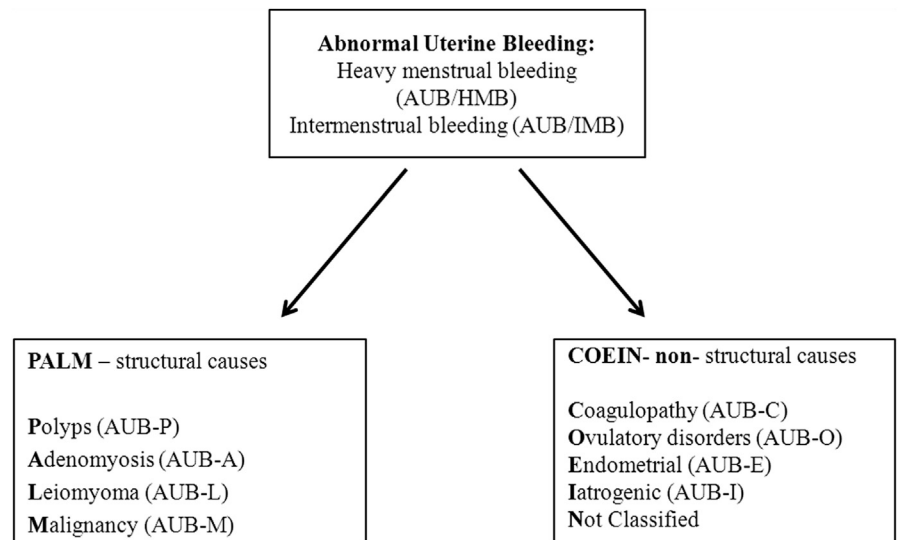 Abnormal Uterine Bleeding:
Heavy menstrual bleeding
(AUB/HMB)
Intermenstrual bleeding (AUB/IMB)
PALM – structural causes
Polyps (AUB-P)
Adenomyosis (AUB-A)
Leiomyoma (AUB-L)
Malignancy (AUB-M)
COEIN- non- structural causes
Coagulopathy (AUB-C)
Ovulatory disorders (AUB-O)
Endometrial (AUB-E)
Iatrogenic (AUB-I)
Not Classified